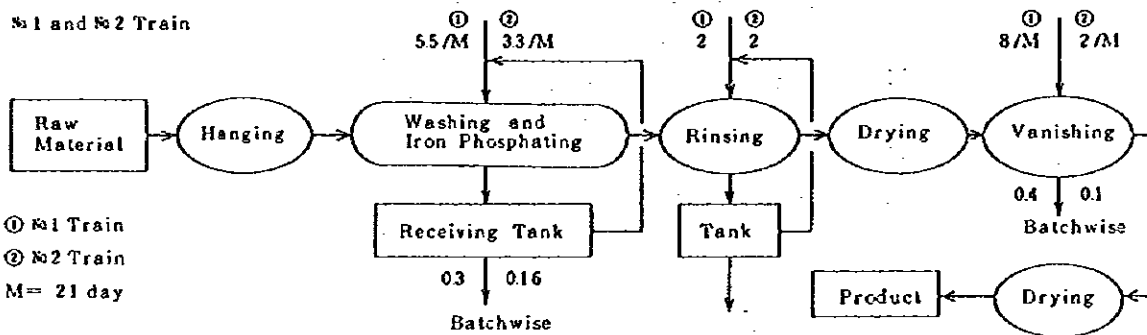 №1 and №2 Train
① ②
5.5/M 3.3/M
① ②
2 2
① ②
8/M 2/M
Raw
Material
Hanging
Washing and
Iron Phosphating
Rinsing
Drying
Vanishing
① №1 Train
② №2 Train
M= 21 day
Receiving Tank
Tank
0.4 0.1
Batchwise
0.3 0.16
Batchwise
Product
Drying